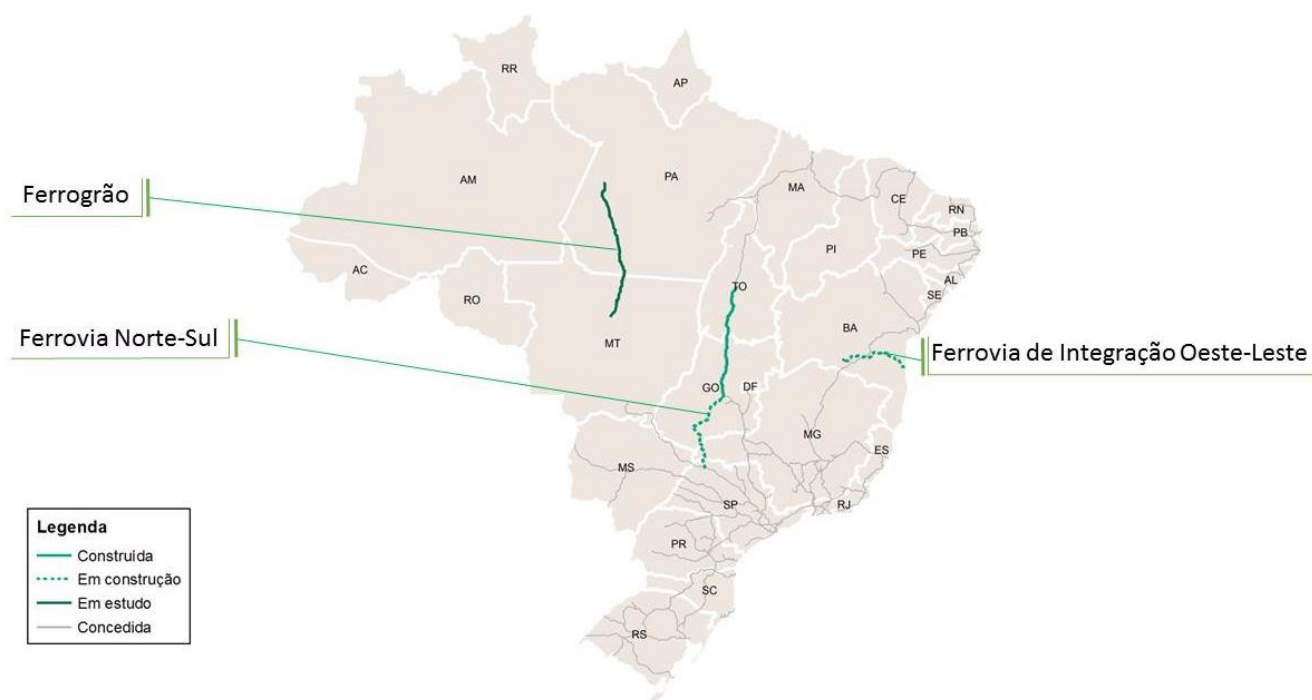 RR
AP
Ferrogrão
AM
PA
MA
CE
RN
PB
PI
PE
AC
AL
TO
SE
RO
BA
Ferrovia Norte-Sul
MT
Ferrovia de Integração Oeste-Leste
GO
DF
MG
ES
MS
SP
RJ
Legenda
Construída
Em construção
Em estudo
Concedida
PR
SC
RS